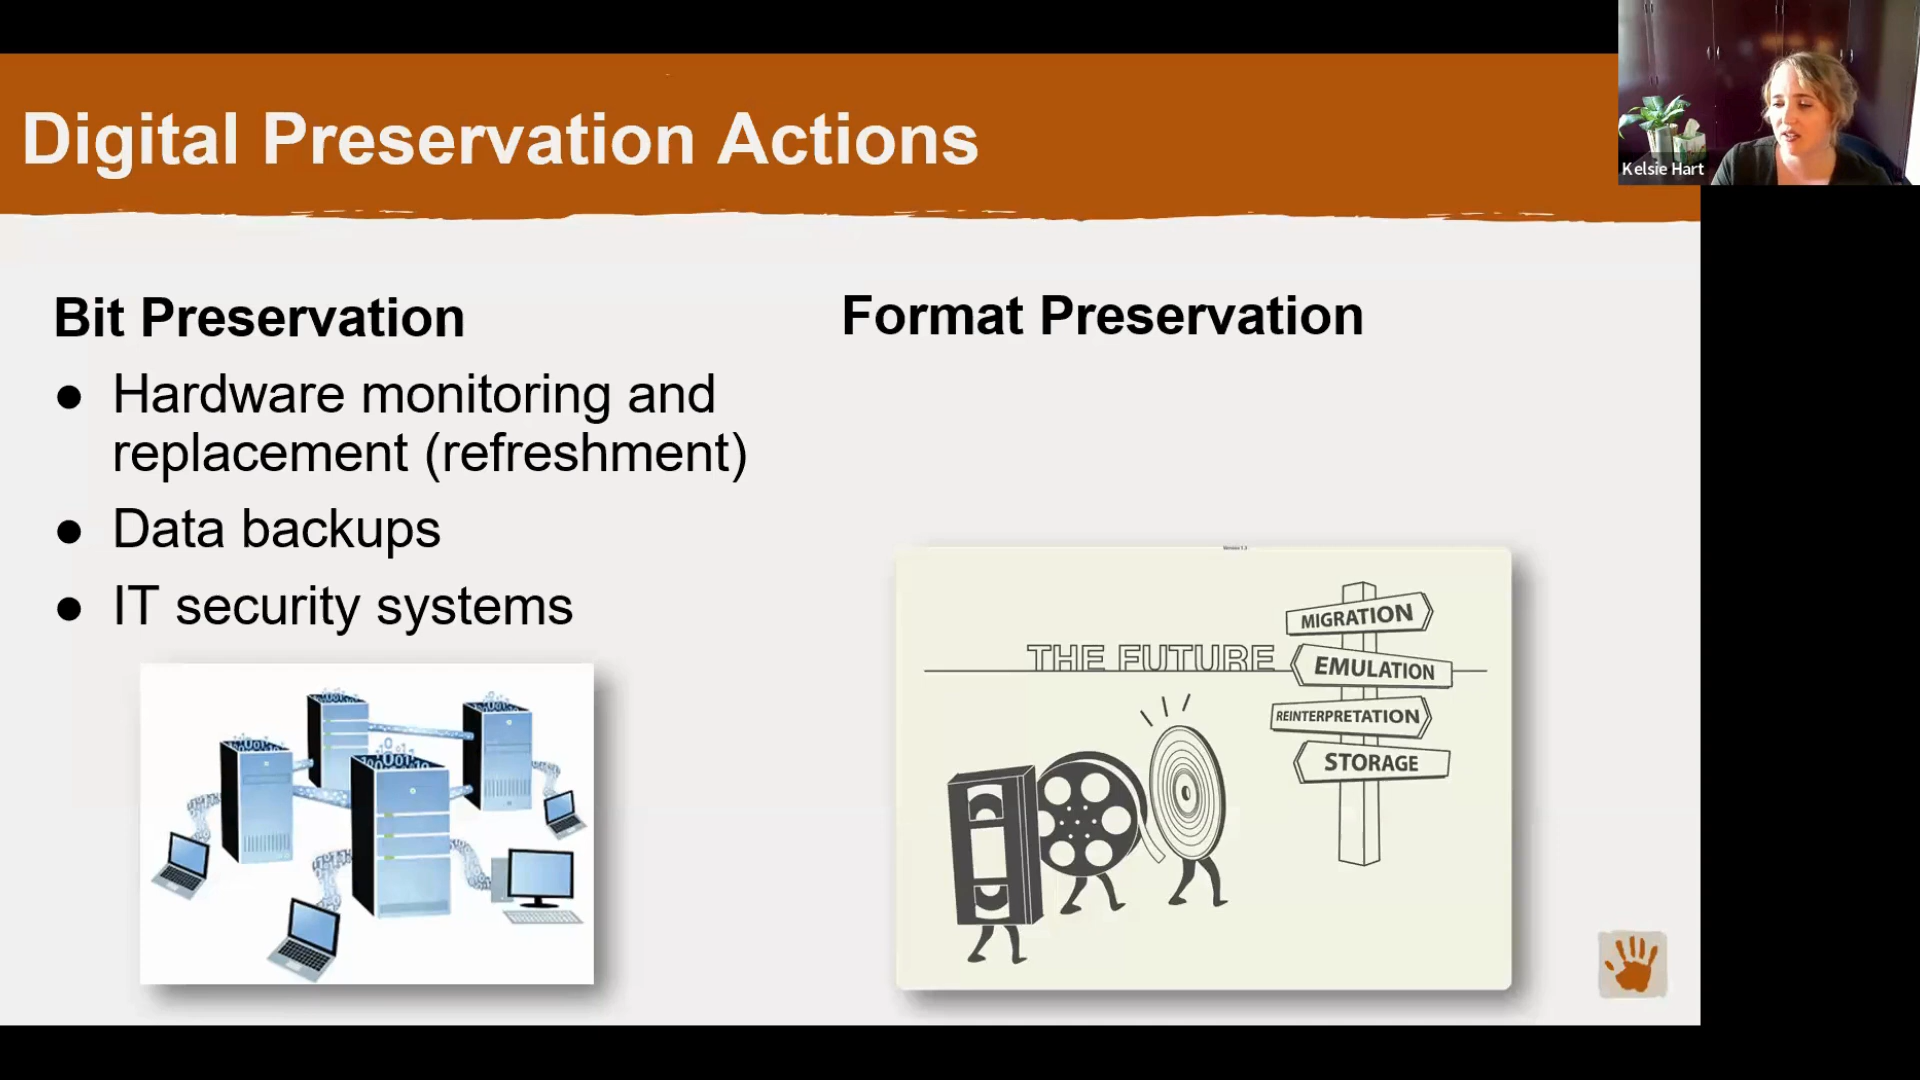 Digital Preservation Actions
Kelsie Hart
Bit Preservation
● Hardware monitoring and
replacement (refreshment)
● Data backups
● IT security systems
Format Preservation
Version 1.3
THE FUTURE
MIGRATION
EMULATION
REINTERPRETATION
STORAGE